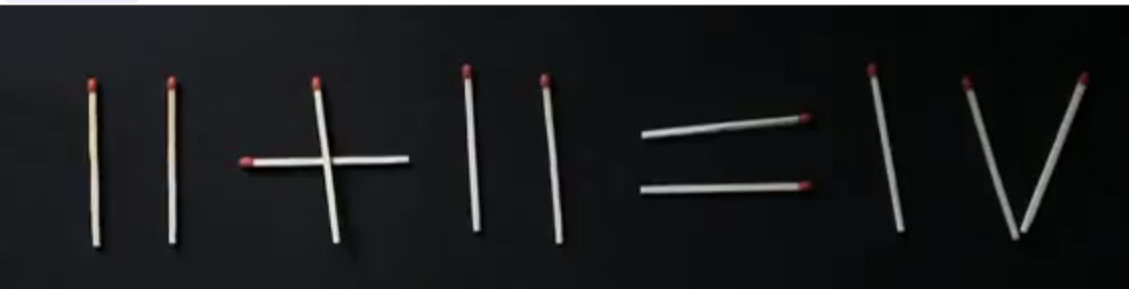 II + II = IV